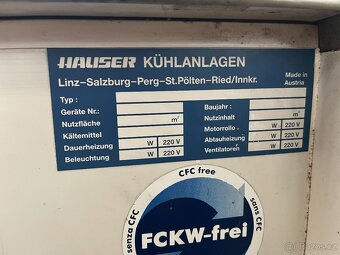 HAUSER KÜHLANLAGEN
Linz-Salzburg-Perg-St.Pölten-Ried/Innkr.
Made in
Austria
Typ :
Geräte Nr.: Baujahr :
Nutzfläche m² Nutzinhalt m³
Kältemittel Motorrollo W 220 V
Dauerheizung W 220 V Abtauheizung W 220 V
Beleuchtung W 220 V Ventilatoren W 220 V
CFC free
senza CFC
sans CFC
FCKW-frei